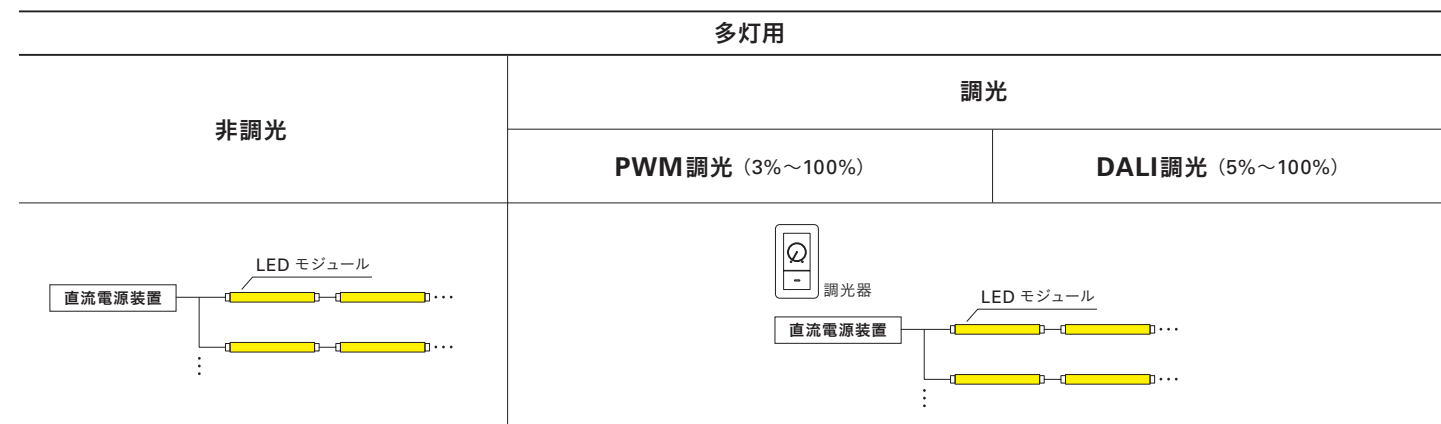 多灯用
非調光
調光
PWM調光（3%～100%）
DALI調光（5%～100%）
LED モジュール
直流電源装置
調光器
LED モジュール
直流電源装置